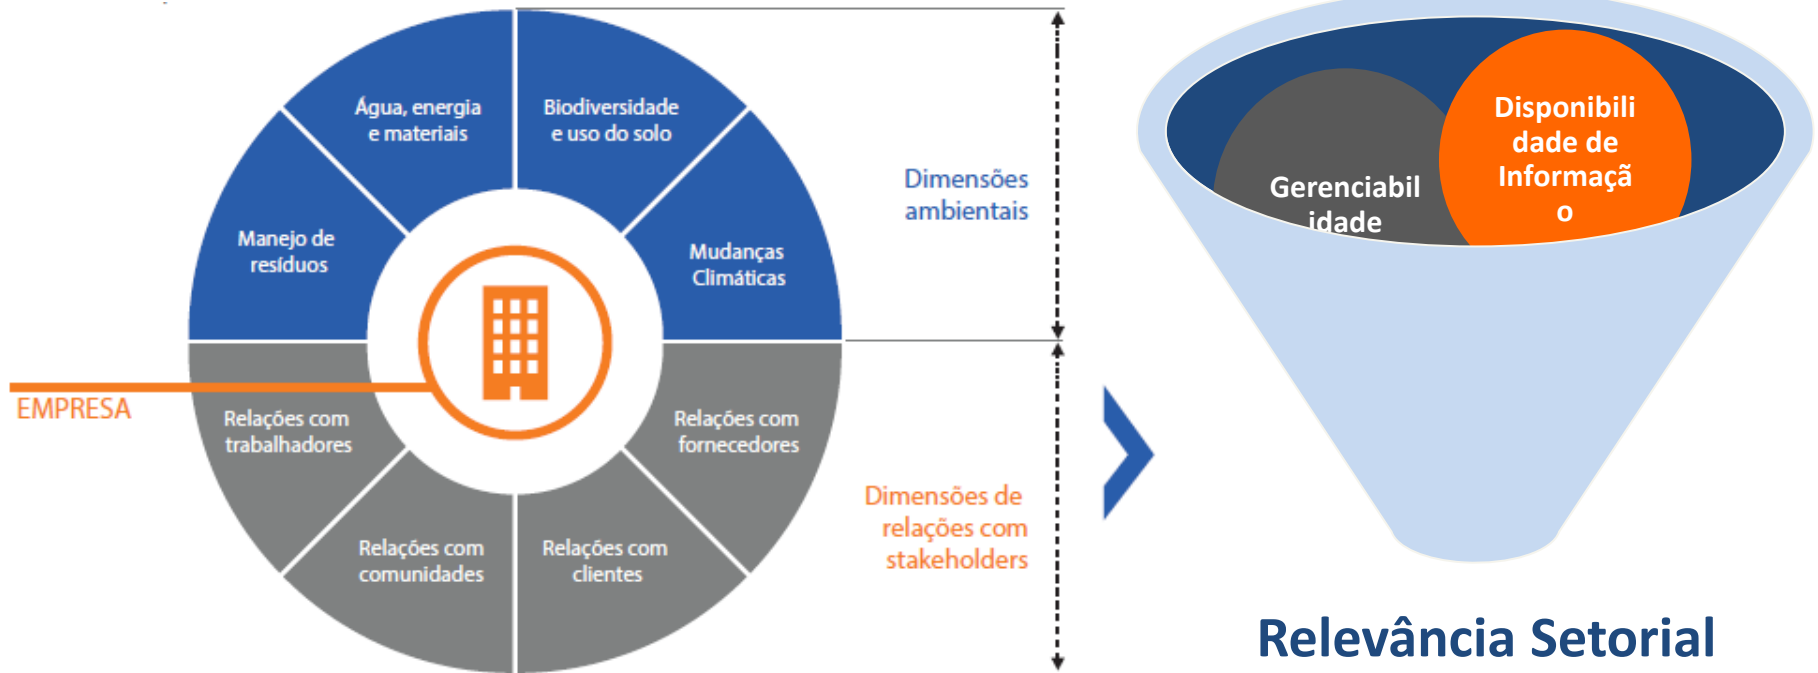 Água, energia
e materiais
Biodiversidade
e uso do solo
Manejo de
resíduos
Mudanças
Climáticas
Dimensões
ambientais
EMPRESA
Relações com
trabalhadores
Relações com
fornecedores
Relações com
comunidades
Relações com
clientes
Dimensões de
relações com
stakeholders
Gerenciabil
idade
Disponibili
dade de
Informaçã
o
Relevância Setorial